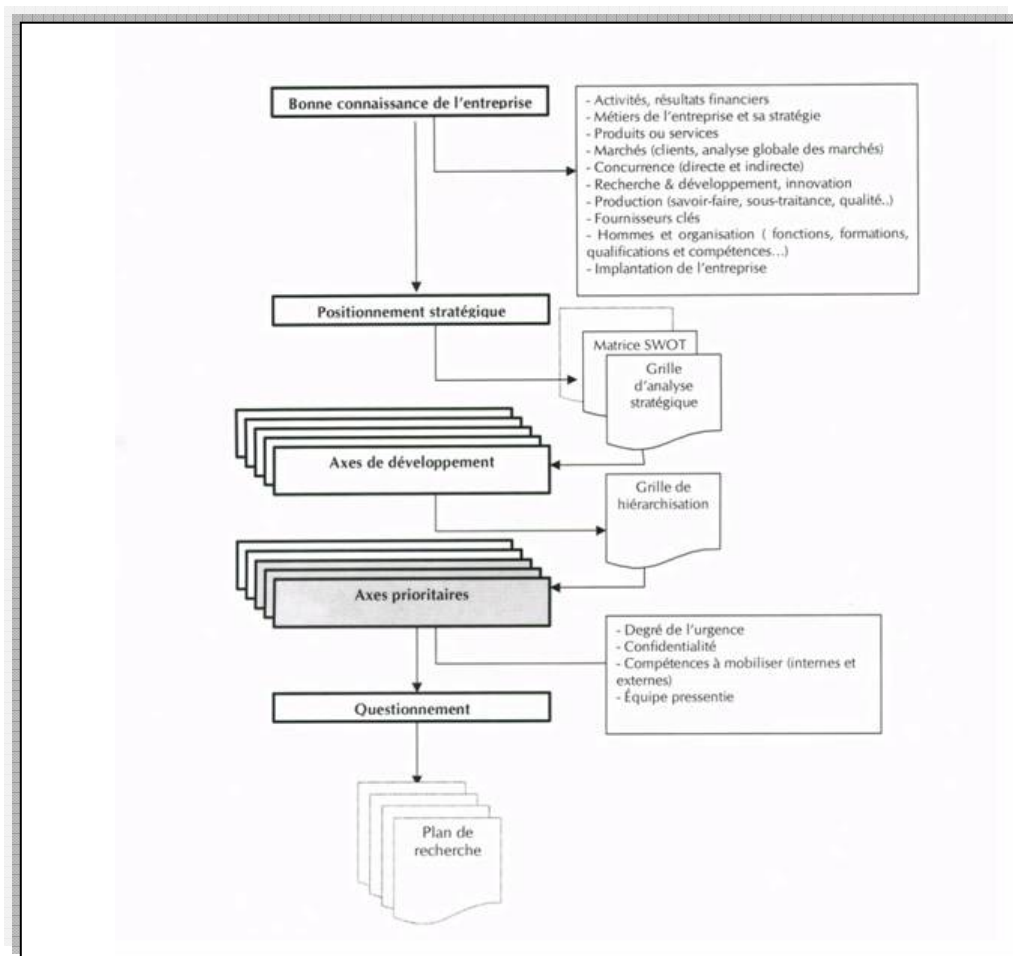 Bonne connaissance de l'entreprise
- Activités, résultats financiers
- Métiers de l'entreprise et sa stratégie
- Produits ou services
- Marchés (clients, analyse globale des marchés)
- Concurrence (directe et indirecte)
- Recherche & développement, innovation
- Production (savoir-faire, sous-traitance, qualité..)
- Fournisseurs clés
- Hommes et organisation ( fonctions, formations,
qualifications et compétences...)
- Implantation de l'entreprise
Positionnement stratégique
Matrice SWOT
Grille
d'analyse
stratégique
Axes de développement
Grille de
hiérarchisation
Axes prioritaires
- Degré de l'urgence
- Confidentialité
- Compétences à mobiliser (internes et
externes)
- Équipe pressentie
Questionnement
Plan de
recherche